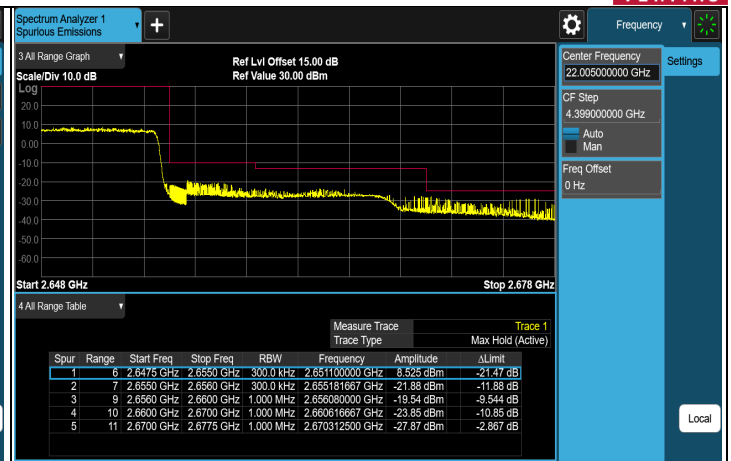 Spectrum Analyzer 1
Spurious Emissions
+
Frequency
3 All Range Graph
Ref Lvl Offset 15.00 dB
Scale/Div 10.0 dB
Ref Value 30.00 dBm
Log
20.0
10.0
0.00
-10.0
-20.0
-30.0
-40.0
-50.0
-60.0
Start 2.648 GHz
Stop 2.678 GHz
Center Frequency
22.005000000 GHz
Settings
CF Step
4.399000000 GHz
Auto
Man
Freq Offset
0 Hz
4 All Range Table
Measure Trace Trace 1
Trace Type Max Hold (Active)
Spur Range Start Freq Stop Freq RBW Frequency Amplitude ΔLimit
1 6 2.6475 GHz 2.6550 GHz 300.0 kHz 2.651100000 GHz 8.525 dBm -21.47 dB
2 7 2.6550 GHz 2.6560 GHz 300.0 kHz 2.655181667 GHz -21.88 dBm -11.88 dB
3 9 2.6560 GHz 2.6600 GHz 1.000 MHz 2.656080000 GHz -19.54 dBm -9.544 dB
4 10 2.6600 GHz 2.6700 GHz 1.000 MHz 2.660616667 GHz -23.85 dBm -10.85 dB
5 11 2.6700 GHz 2.6775 GHz 1.000 MHz 2.670312500 GHz -27.87 dBm -2.867 dB
Local